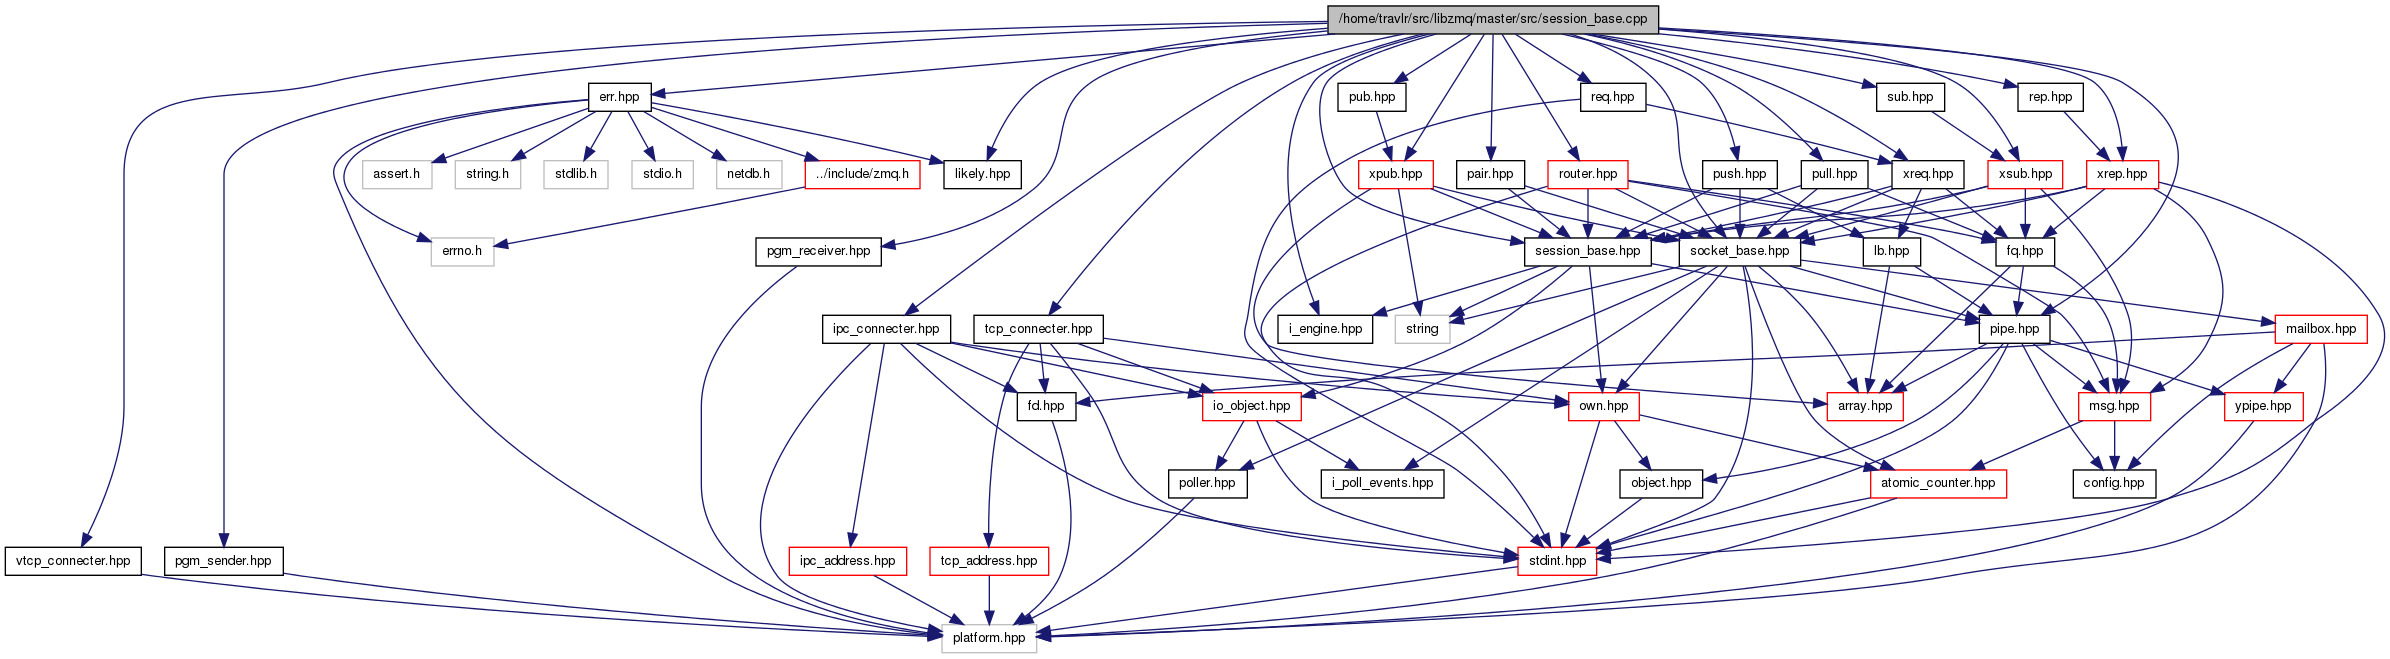 /home/travlr/src/libzmq/master/src/session_base.cpp
err.hpp
pub.hpp
req.hpp
sub.hpp
rep.hpp
assert.h
string.h
stdlib.h
stdio.h
netdb.h
../include/zmq.h
likely.hpp
xpub.hpp
pair.hpp
router.hpp
push.hpp
pull.hpp
xreq.hpp
xsub.hpp
xrep.hpp
errno.h
pgm_receiver.hpp
session_base.hpp
socket_base.hpp
lb.hpp
fq.hpp
ipc_connecter.hpp
tcp_connecter.hpp
i_engine.hpp
string
pipe.hpp
mailbox.hpp
fd.hpp
io_object.hpp
own.hpp
array.hpp
msg.hpp
ypipe.hpp
poller.hpp
i_poll_events.hpp
object.hpp
atomic_counter.hpp
config.hpp
vtcp_connecter.hpp
pgm_sender.hpp
ipc_address.hpp
tcp_address.hpp
stdint.hpp
platform.hpp